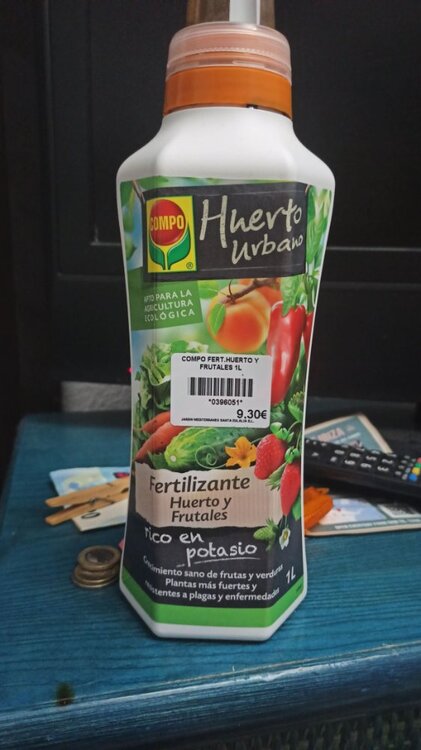 COMPO
®
Huerto
Urbano
APTO PARA LA
AGRICULTURA
ECOLÓGICA
COMPO FERT.HUERTO Y
FRUTALES 1L
*0396051*
9.30€
Fertilizante
Huerto y
Frutales
rico en
potasio
Crecimiento sano de frutas y verduras
Plantas más fuertes y
resistentes a plagas y enfermedades
1L